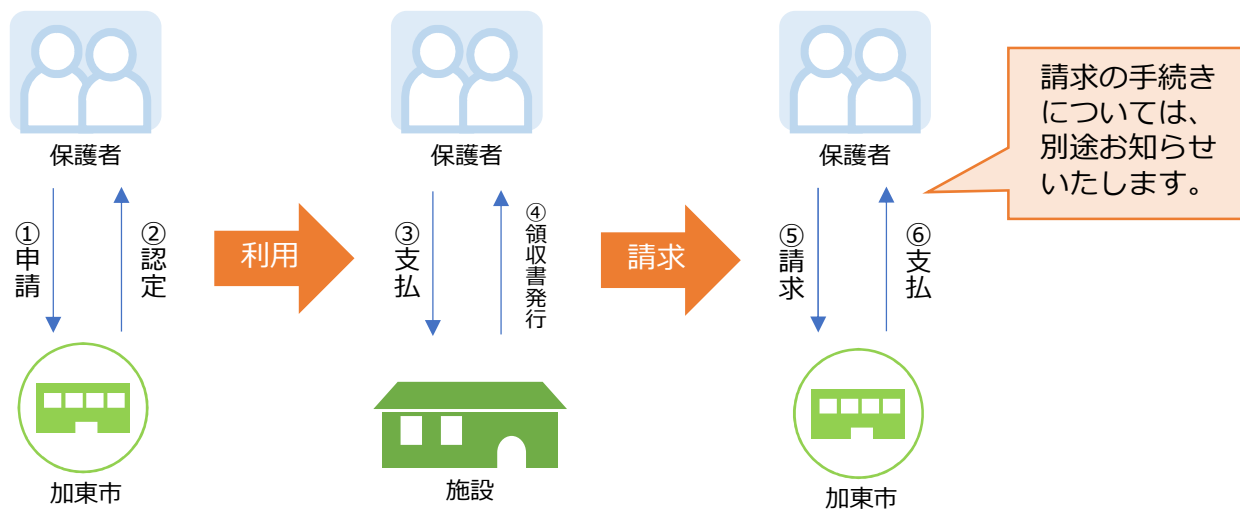 保護者
①申請
②認定
加東市
利用
保護者
③支払
④領収書発行
施設
請求
保護者
⑤請求
⑥支払
加東市
請求の手続き
については、
別途お知らせ
いたします。